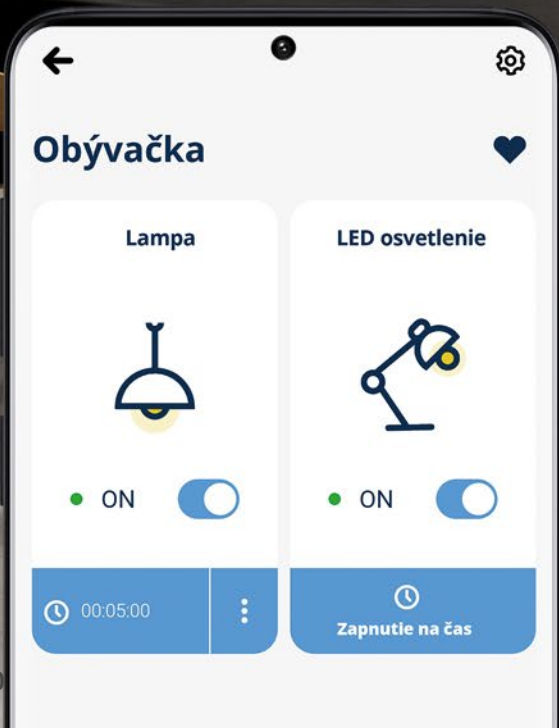 Obývačka
Lampa
LED osvetlenie
ON
ON
00:05:00
Zapnutie na čas